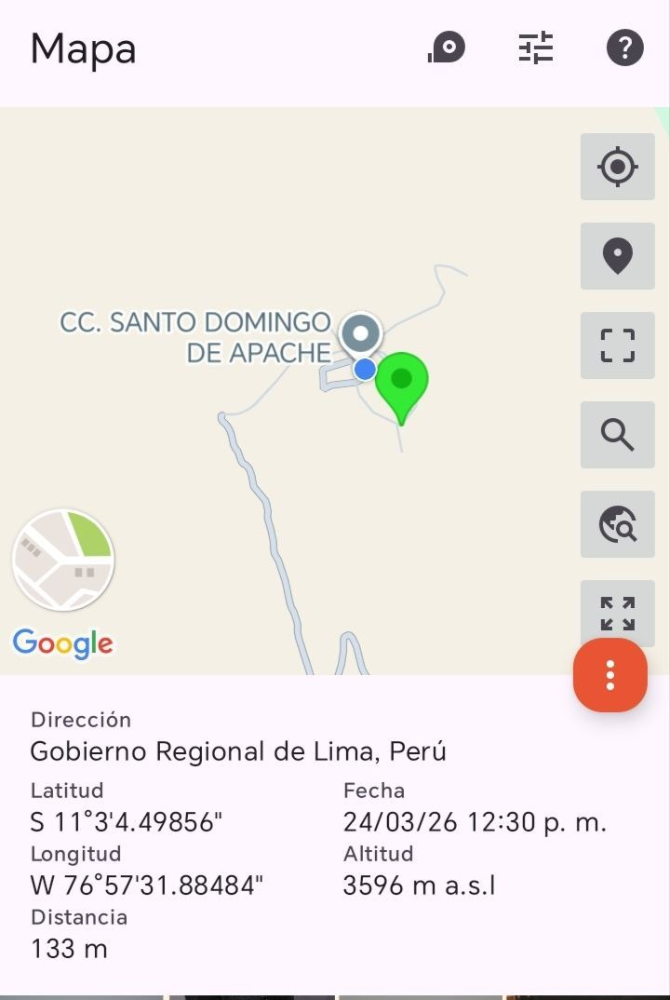 Mapa
CC. SANTO DOMINGO
DE APACHE
Google
Dirección
Gobierno Regional de Lima, Perú
Latitud
S 11°3'4.49856"
Fecha
24/03/26 12:30 p. m.
Longitud
W 76°57'31.88484"
Altitud
3596 m a.s.l
Distancia
133 m